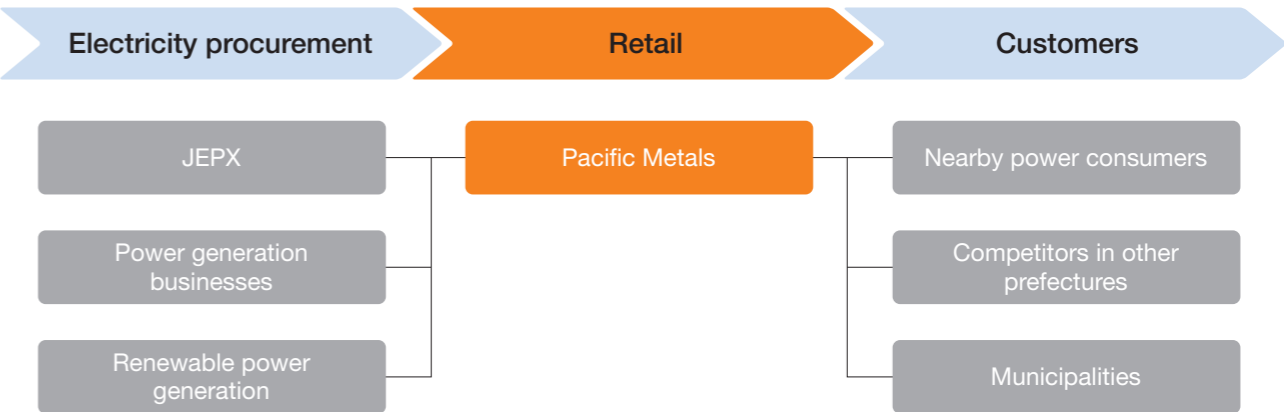 Electricity procurement
Retail
Customers
JEPX
Pacific Metals
Nearby power consumers
Power generation
businesses
Competitors in other
prefectures
Renewable power
generation
Municipalities